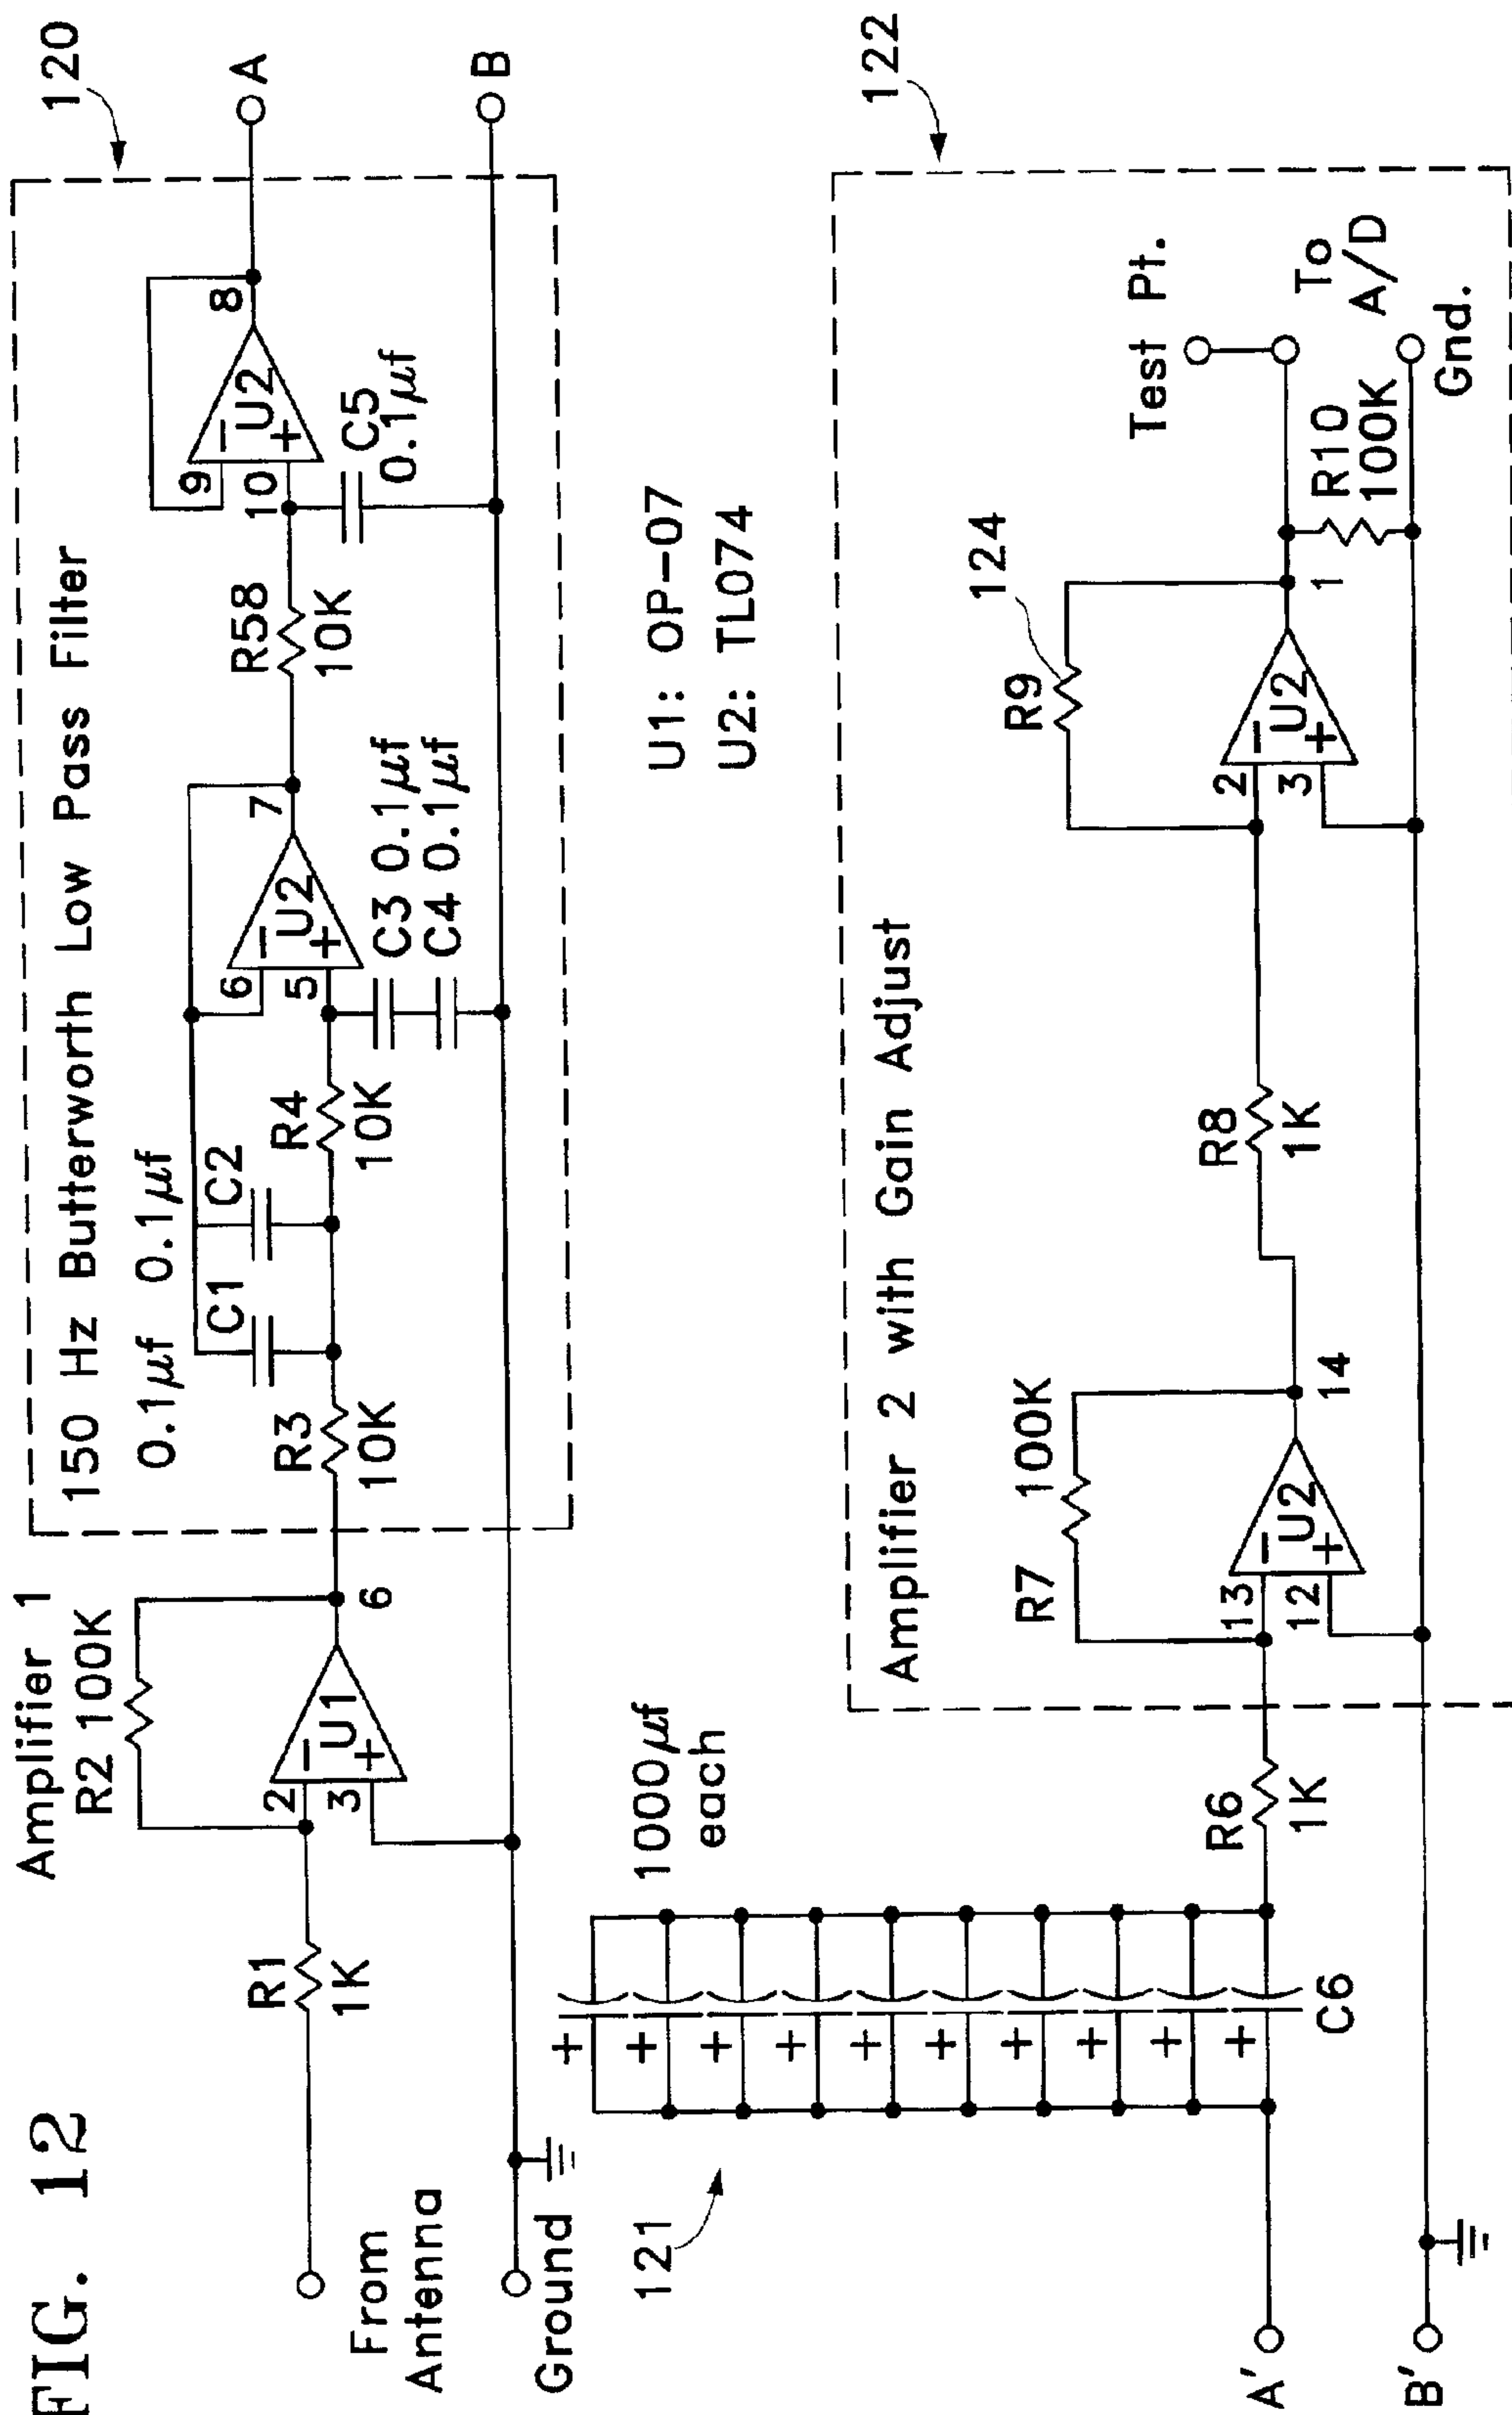 FIG. 12
Amplifier 1
R2 100K
150 Hz Butterworth Low Pass Filter
120
0.1µf 0.1µf
C1
C2
R1
1K
2
3
−
+
U1
6
R3
10K
R4
10K
6
5
−
+
U2
7
C3 0.1µf
C4 0.1µf
R58
10K
9
10
−
+
U2
8
C5
0.1µf
A
B
From
Antenna
Ground
U1: OP-07
U2: TL074
121
1000µf
each
+
+
+
+
+
+
+
+
+
+
C6
A'
B'
R6
1K
Amplifier 2 with Gain Adjust
122
R7
100K
13
12
−
+
U2
14
R8
1K
R9
124
2
3
−
+
U2
1
R10
100K
Test Pt.
To
A/D
Gnd.